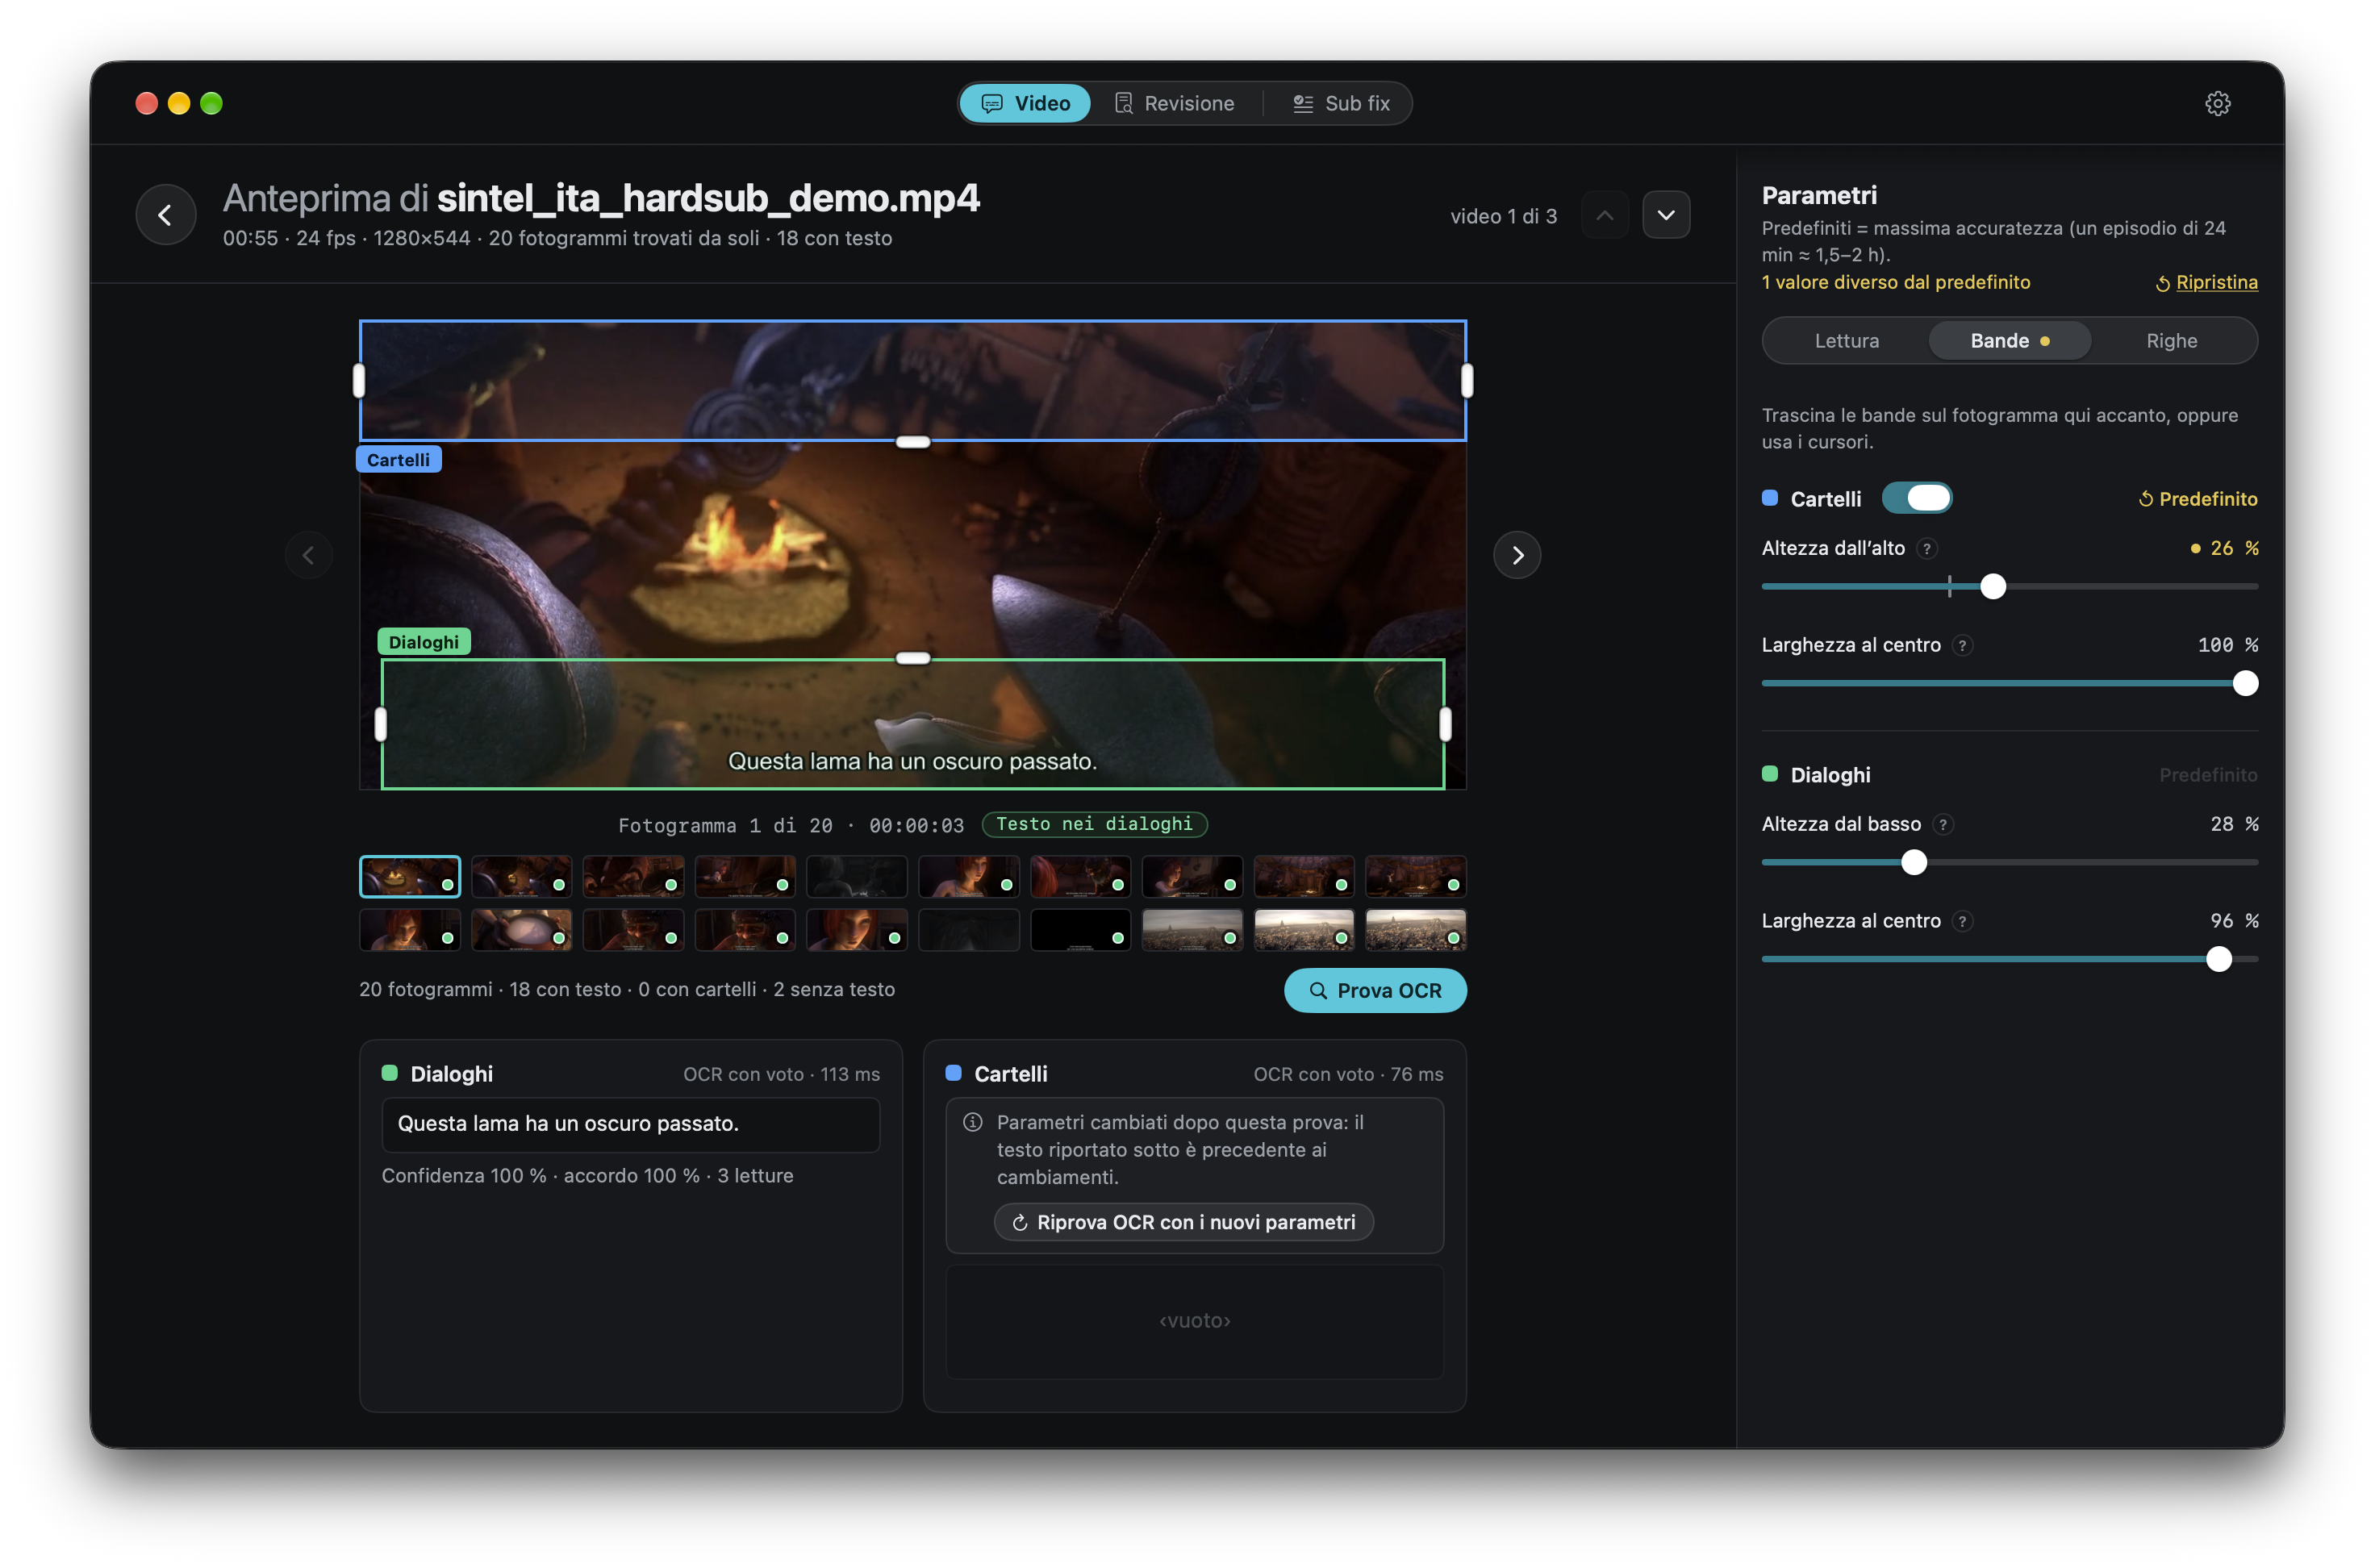 Video
Revisione
Sub fix
Anteprima di sintel_ita_hardsub_demo.mp4
00:55 · 24 fps · 1280×544 · 20 fotogrammi trovati da soli · 18 con testo
video 1 di 3
Cartelli
Dialoghi
Questa lama ha un oscuro passato.
Fotogramma 1 di 20 · 00:00:03
Testo nei dialoghi
20 fotogrammi · 18 con testo · 0 con cartelli · 2 senza testo
Prova OCR
Dialoghi
OCR con voto · 113 ms
Questa lama ha un oscuro passato.
Confidenza 100 % · accordo 100 % · 3 letture
Cartelli
OCR con voto · 76 ms
Parametri cambiati dopo questa prova: il
testo riportato sotto è precedente ai
cambiamenti.
Riprova OCR con i nuovi parametri
‹vuoto›
Parametri
Predefiniti = massima accuratezza (un episodio di 24
min ≈ 1,5–2 h).
1 valore diverso dal predefinito
Ripristina
Lettura
Bande
Righe
Trascina le bande sul fotogramma qui accanto, oppure
usa i cursori.
Cartelli
Predefinito
Altezza dall’alto ?
26 %
Larghezza al centro ?
100 %
Dialoghi
Predefinito
Altezza dal basso ?
28 %
Larghezza al centro ?
96 %